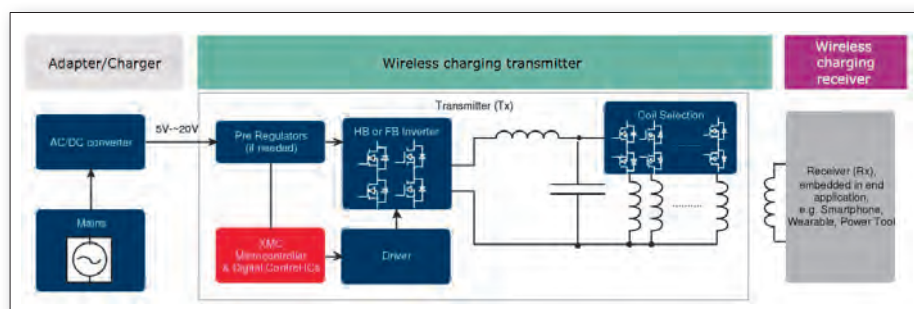 Adapter/Charger
Wireless charging transmitter
Wireless
charging
receiver
Transmitter (Tx)
5V~20V
AC/DC converter
Pre Regulators
(if needed)
HB or FB Inverter
Coil Selection
Mains
XMC
Microcontroller
& Digital Control ICs
Driver
Receiver (Rx),
embedded in end
application,
e.g. Smartphone,
Wearable, Power Tool